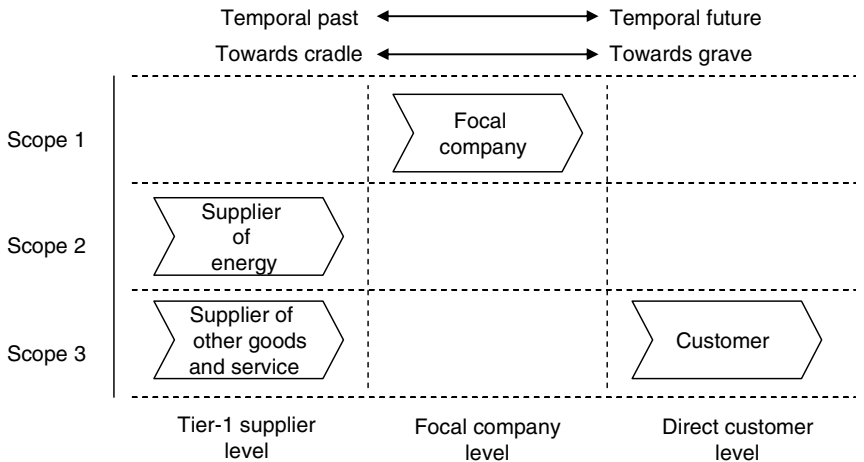 Temporal past
Temporal future
Towards cradle
Towards grave
Scope 1
Focal
company
Scope 2
Supplier
of
energy
Scope 3
Supplier of
other goods
and service
Customer
Tier-1 supplier
level
Focal company
level
Direct customer
level